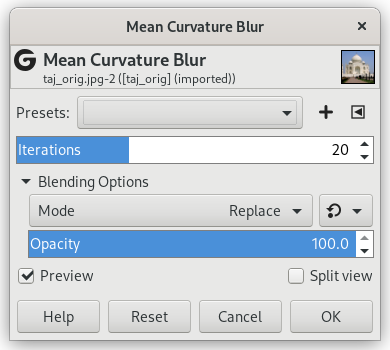 Mean Curvature Blur
Mean Curvature Blur
taj_orig.jpg-2 ([taj_orig] (imported))
Presets:
Iterations 20
Blending Options
Mode Replace
Opacity 100.0
Preview Split view
Help Reset Cancel OK